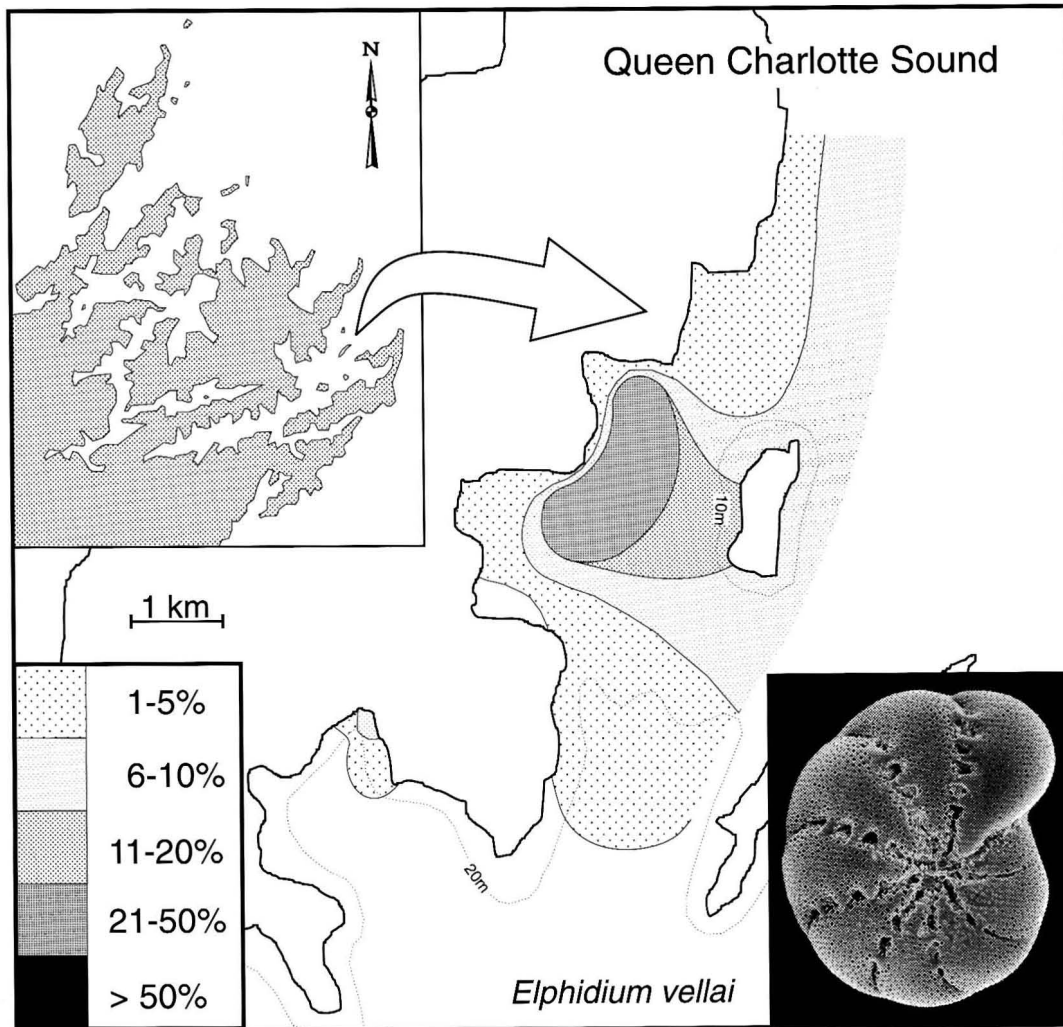 Queen Charlotte Sound
N
10m
1 km
1-5%
6-10%
11-20%
21-50%
> 50%
20m
Elphidium vellai